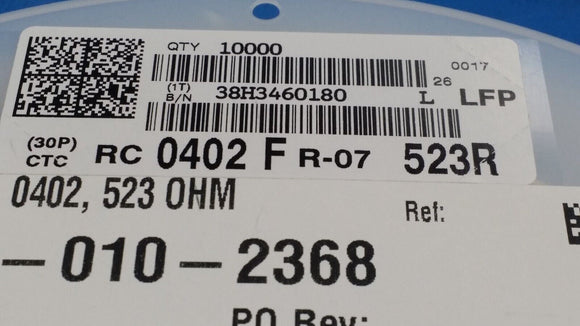 QTY 10000
0017
26
(1T)
B/N 38H3460180 L LFP
(30P)
CTC RC 0402 F R-07 523R
0402, 523 OHM
Ref:
-010-2368
PO Rev: